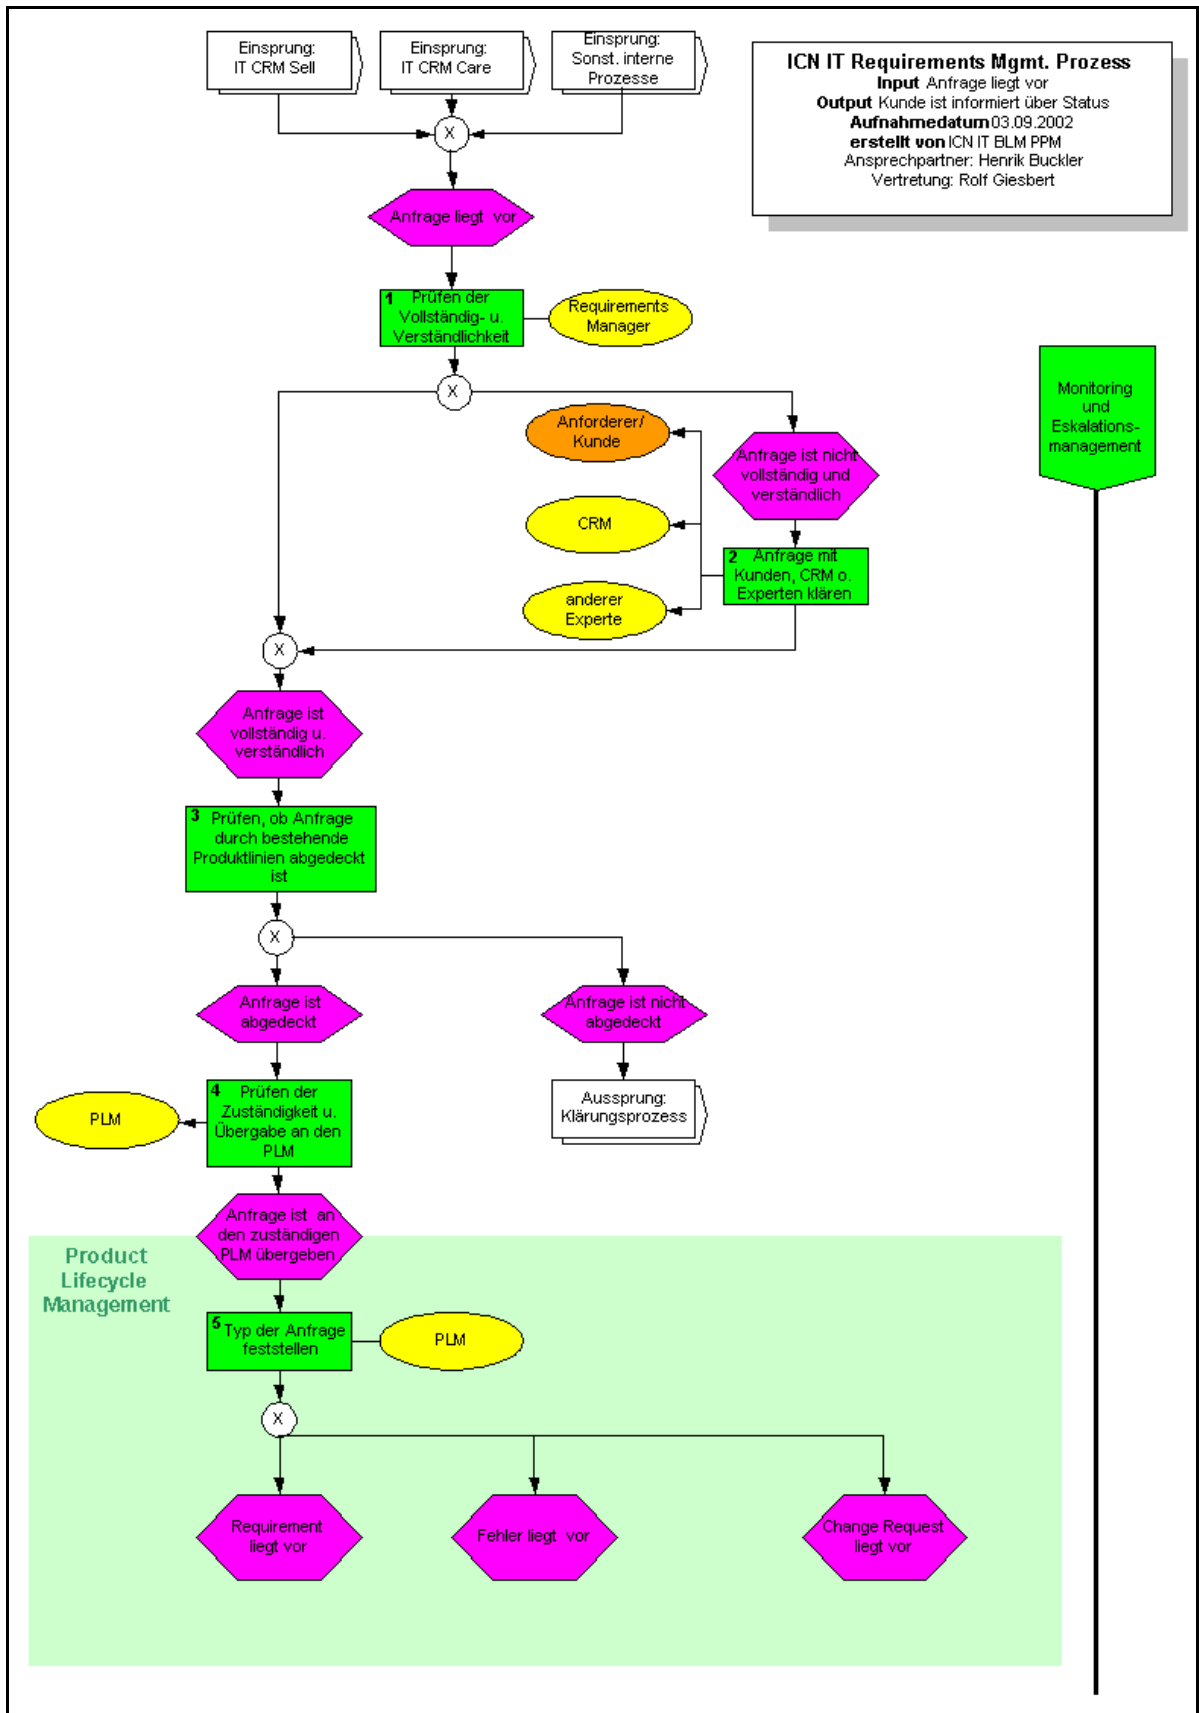 Einsprung:
IT CRM Sell
Einsprung:
IT CRM Care
Einsprung:
Sonst. interne
Prozesse
ICN IT Requirements Mgmt. Prozess
Input Anfrage liegt vor
Output Kunde ist informiert über Status
Aufnahmedatum 03.09.2002
erstellt von ICN IT BLM PPM
Ansprechpartner: Henrik Buckler
Vertretung: Rolf Giesbert
X
Anfrage liegt vor
1 Prüfen der
Vollständig- u.
Verständlichkeit
Requirements
Manager
X
Monitoring
und
Eskalations-
management
Anforderer/
Kunde
Anfrage ist nicht
vollständig und
verständlich
CRM
2 Anfrage mit
Kunden, CRM o.
Experten klären
anderer
Experte
X
Anfrage ist
vollständig u.
verständlich
3 Prüfen, ob Anfrage
durch bestehende
Produktlinien abgedeckt
ist
X
Anfrage ist
abgedeckt
Anfrage ist nicht
abgedeckt
4 Prüfen der
Zuständigkeit u.
Übergabe an den
PLM
PLM
Aussprung:
Klärungsprozess
Anfrage ist an
den zuständigen
PLM übergeben
Product
Lifecycle
Management
5 Typ der Anfrage
feststellen
PLM
X
Requirement
liegt vor
Fehler liegt vor
Change Request
liegt vor